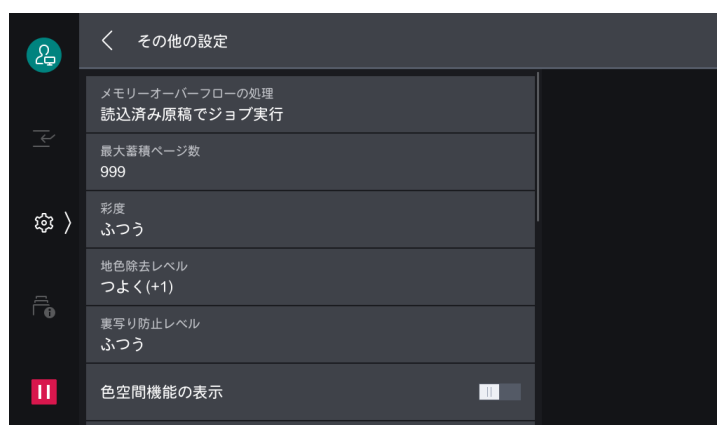 その他の設定
メモリーオーバーフローの処理
読込済み原稿でジョブ実行
最大蓄積ページ数
999
彩度
ふつう
地色除去レベル
つよく(+1)
裏写り防止レベル
ふつう
色空間機能の表示